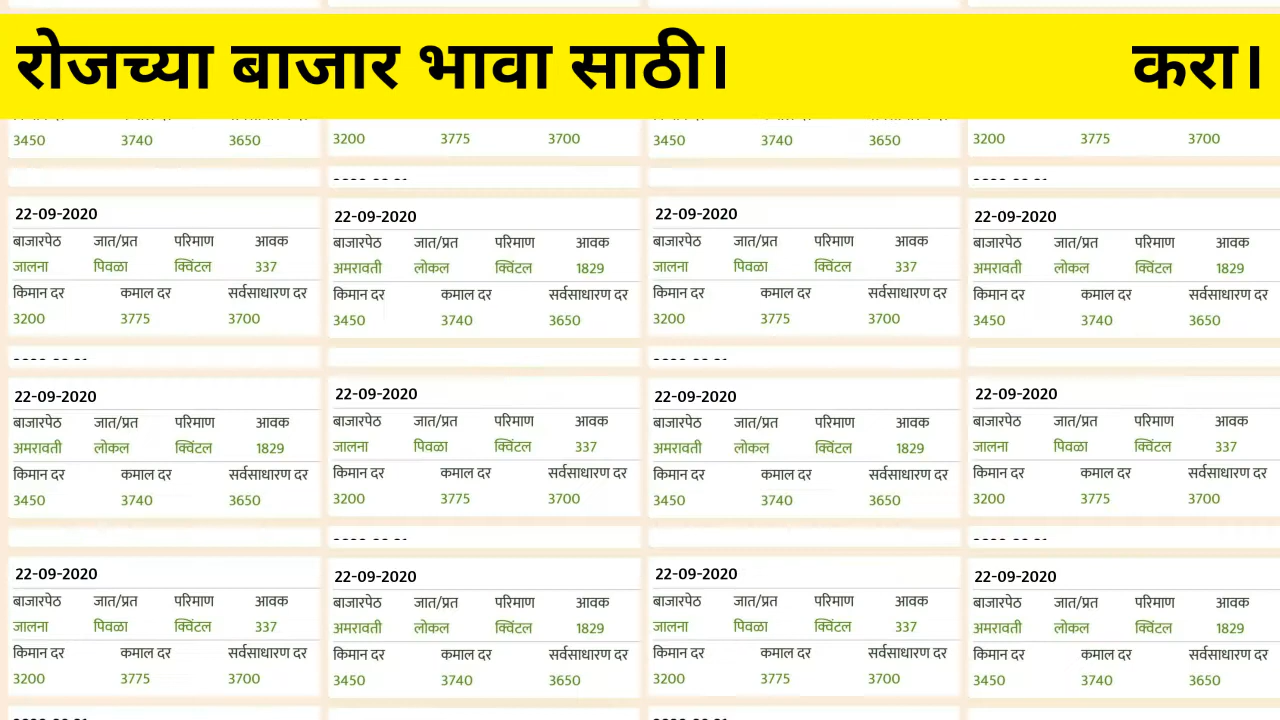 रोजच्या बाजार भावा साठी। करा।
3450 3740 3650 3200 3775 3700 3450 3740 3650 3200 3775 3700
22-09-2020 22-09-2020 22-09-2020 22-09-2020
बाजारपेठ जात/प्रत परिमाण आवक बाजारपेठ जात/प्रत परिमाण आवक बाजारपेठ जात/प्रत परिमाण आवक बाजारपेठ जात/प्रत परिमाण आवक
जालना पिवळा क्विंटल 337 अमरावती लोकल क्विंटल 1829 जालना पिवळा क्विंटल 337 अमरावती लोकल क्विंटल 1829
किमान दर कमाल दर सर्वसाधारण दर किमान दर कमाल दर सर्वसाधारण दर किमान दर कमाल दर सर्वसाधारण दर किमान दर कमाल दर सर्वसाधारण दर
3200 3775 3700 3450 3740 3650 3200 3775 3700 3450 3740 3650
22-09-2020 22-09-2020 22-09-2020 22-09-2020
बाजारपेठ जात/प्रत परिमाण आवक बाजारपेठ जात/प्रत परिमाण आवक बाजारपेठ जात/प्रत परिमाण आवक बाजारपेठ जात/प्रत परिमाण आवक
अमरावती लोकल क्विंटल 1829 जालना पिवळा क्विंटल 337 अमरावती लोकल क्विंटल 1829 जालना पिवळा क्विंटल 337
किमान दर कमाल दर सर्वसाधारण दर किमान दर कमाल दर सर्वसाधारण दर किमान दर कमाल दर सर्वसाधारण दर किमान दर कमाल दर सर्वसाधारण दर
3450 3740 3650 3200 3775 3700 3450 3740 3650 3200 3775 3700
22-09-2020 22-09-2020 22-09-2020 22-09-2020
बाजारपेठ जात/प्रत परिमाण आवक बाजारपेठ जात/प्रत परिमाण आवक बाजारपेठ जात/प्रत परिमाण आवक बाजारपेठ जात/प्रत परिमाण आवक
जालना पिवळा क्विंटल 337 अमरावती लोकल क्विंटल 1829 जालना पिवळा क्विंटल 337 अमरावती लोकल क्विंटल 1829
किमान दर कमाल दर सर्वसाधारण दर किमान दर कमाल दर सर्वसाधारण दर किमान दर कमाल दर सर्वसाधारण दर किमान दर कमाल दर सर्वसाधारण दर
3200 3775 3700 3450 3740 3650 3200 3775 3700 3450 3740 3650